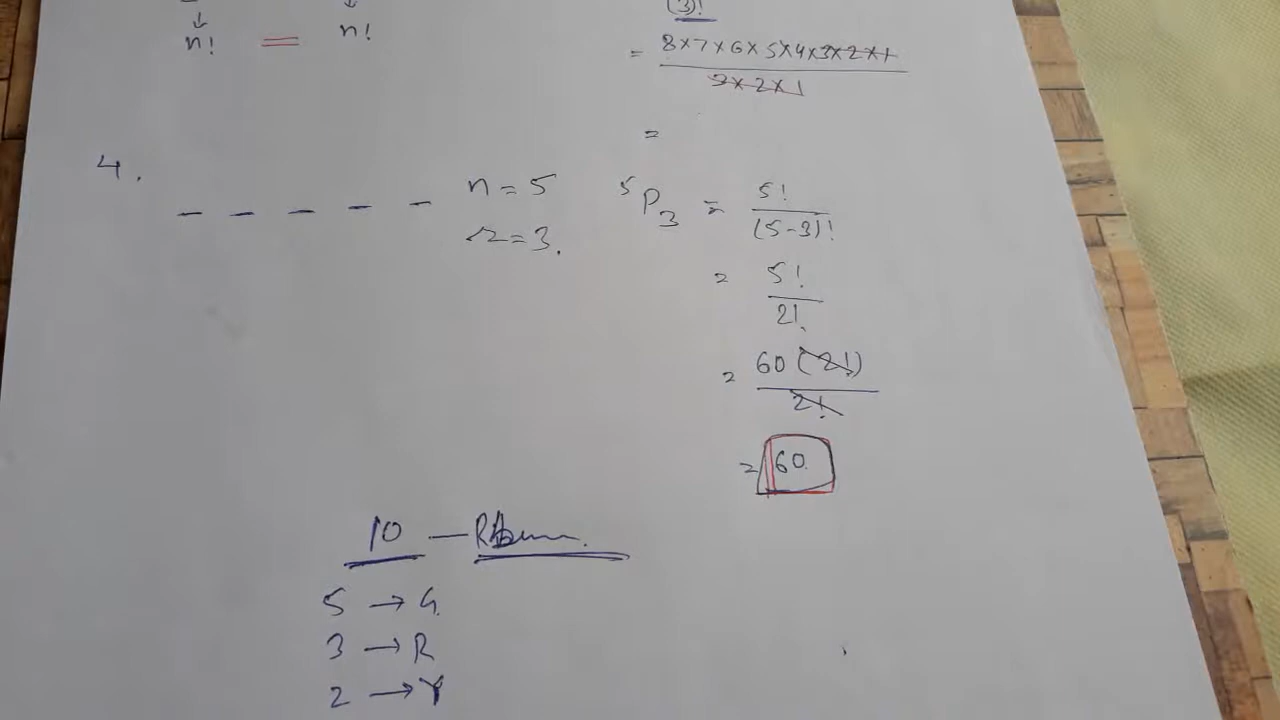 n! = n!
(3)!
= 8×7×6×5×4×3×2×1
3×2×1
=
4.
n = 5
r = 3.
5P3 = 5!
(5-3)!
= 5!
2!
= 60 (2!)
2!
= 60.
10 —
5 → G
3 → R
2 → Y